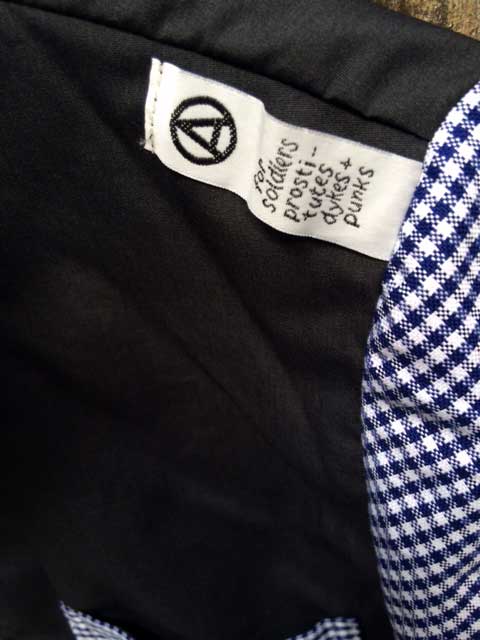 A
for
soldiers
prosti-
tutes
dykes +
punks